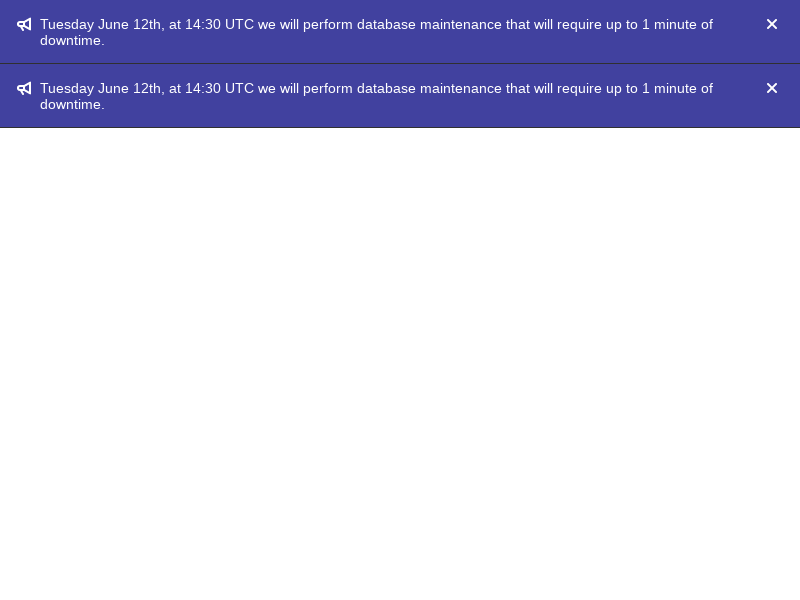 Tuesday June 12th, at 14:30 UTC we will perform database maintenance that will require up to 1 minute of
downtime.
Tuesday June 12th, at 14:30 UTC we will perform database maintenance that will require up to 1 minute of
downtime.